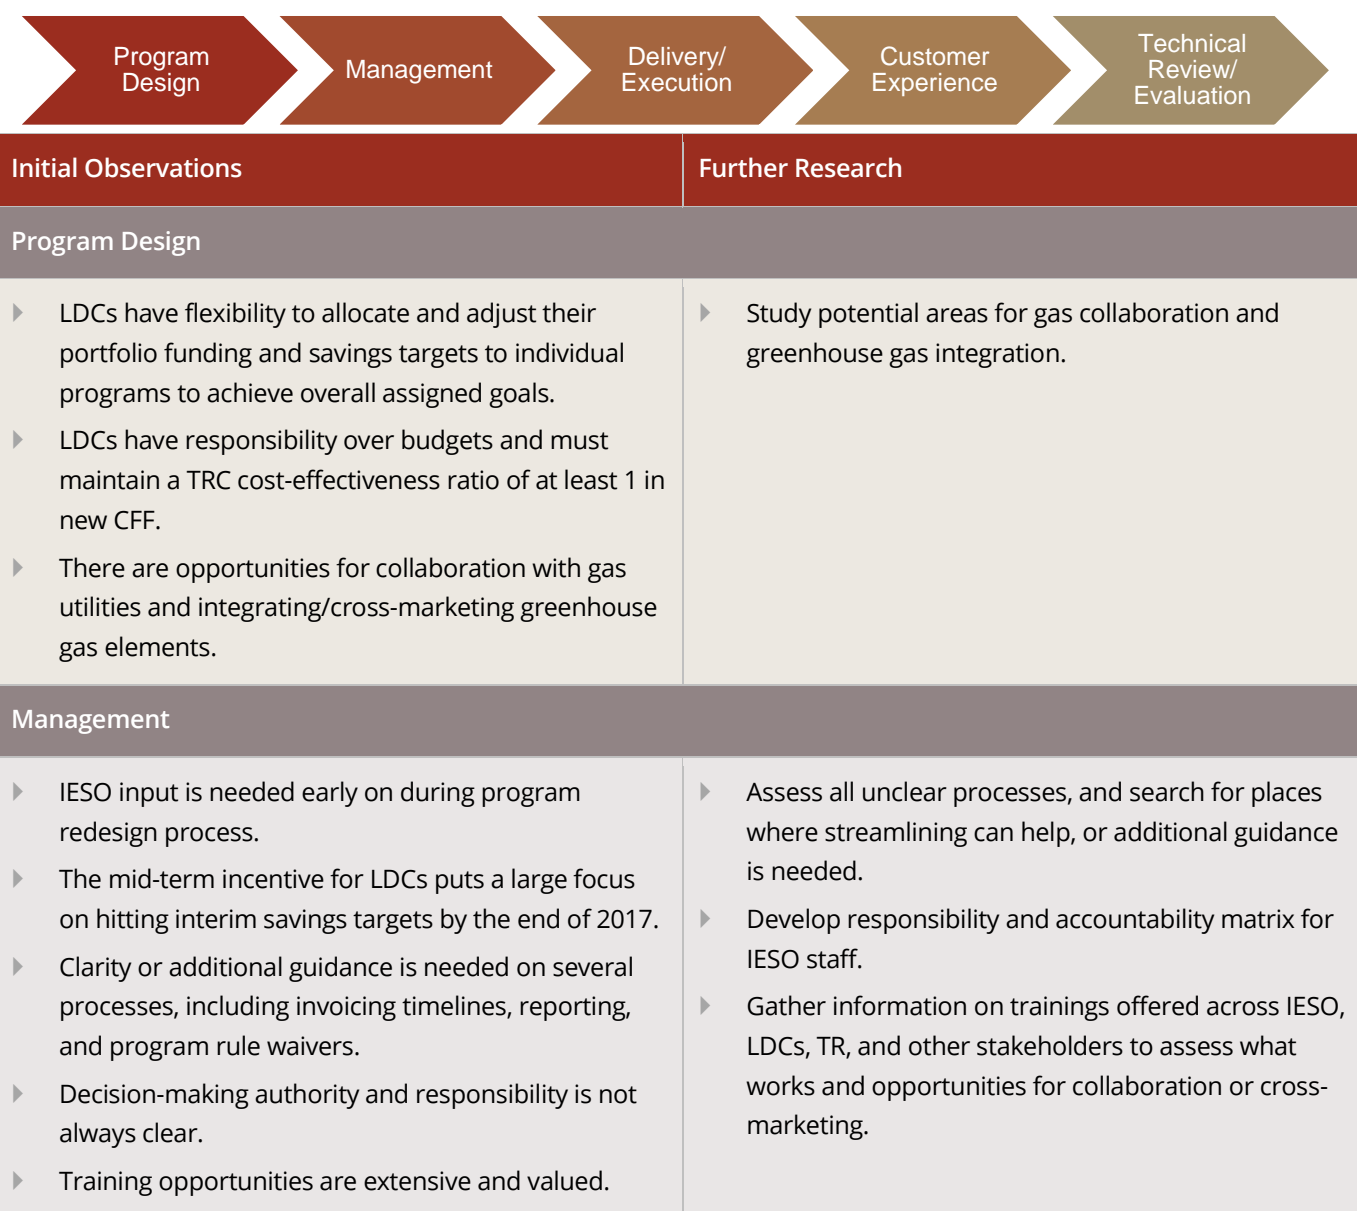 Program
Design
Management
Delivery/
Execution
Customer
Experience
Technical
Review/
Evaluation
Initial Observations
Further Research
Program Design
LDCs have flexibility to allocate and adjust their
portfolio funding and savings targets to individual
programs to achieve overall assigned goals.
LDCs have responsibility over budgets and must
maintain a TRC cost-effectiveness ratio of at least 1 in
new CFF.
There are opportunities for collaboration with gas
utilities and integrating/cross-marketing greenhouse
gas elements.
Study potential areas for gas collaboration and
greenhouse gas integration.
Management
IESO input is needed early on during program
redesign process.
The mid-term incentive for LDCs puts a large focus
on hitting interim savings targets by the end of 2017.
Clarity or additional guidance is needed on several
processes, including invoicing timelines, reporting,
and program rule waivers.
Decision-making authority and responsibility is not
always clear.
Training opportunities are extensive and valued.
Assess all unclear processes, and search for places
where streamlining can help, or additional guidance
is needed.
Develop responsibility and accountability matrix for
IESO staff.
Gather information on trainings offered across IESO,
LDCs, TR, and other stakeholders to assess what
works and opportunities for collaboration or cross-
marketing.